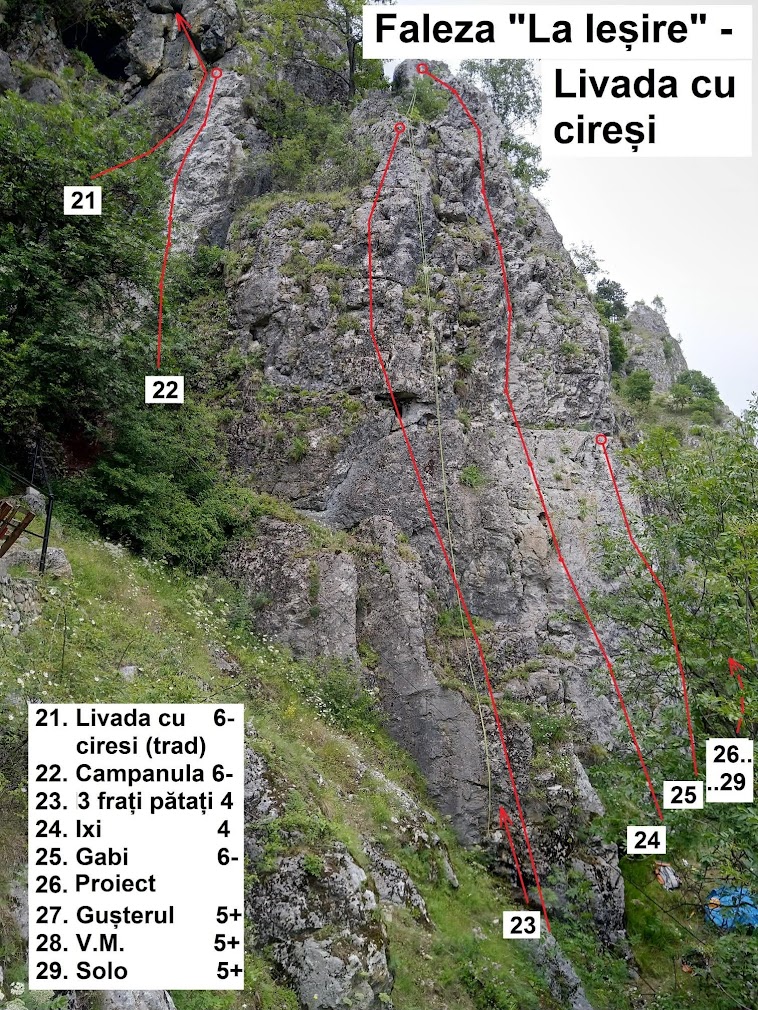 Faleza "La Ieșire" -
Livada cu
cireși
21
22
23
24
25
26..
..29
21. Livada cu 6-
ciresi (trad)
22. Campanula 6-
23. 3 frați pătați 4
24. Ixi 4
25. Gabi 6-
26. Proiect
27. Gușterul 5+
28. V.M. 5+
29. Solo 5+